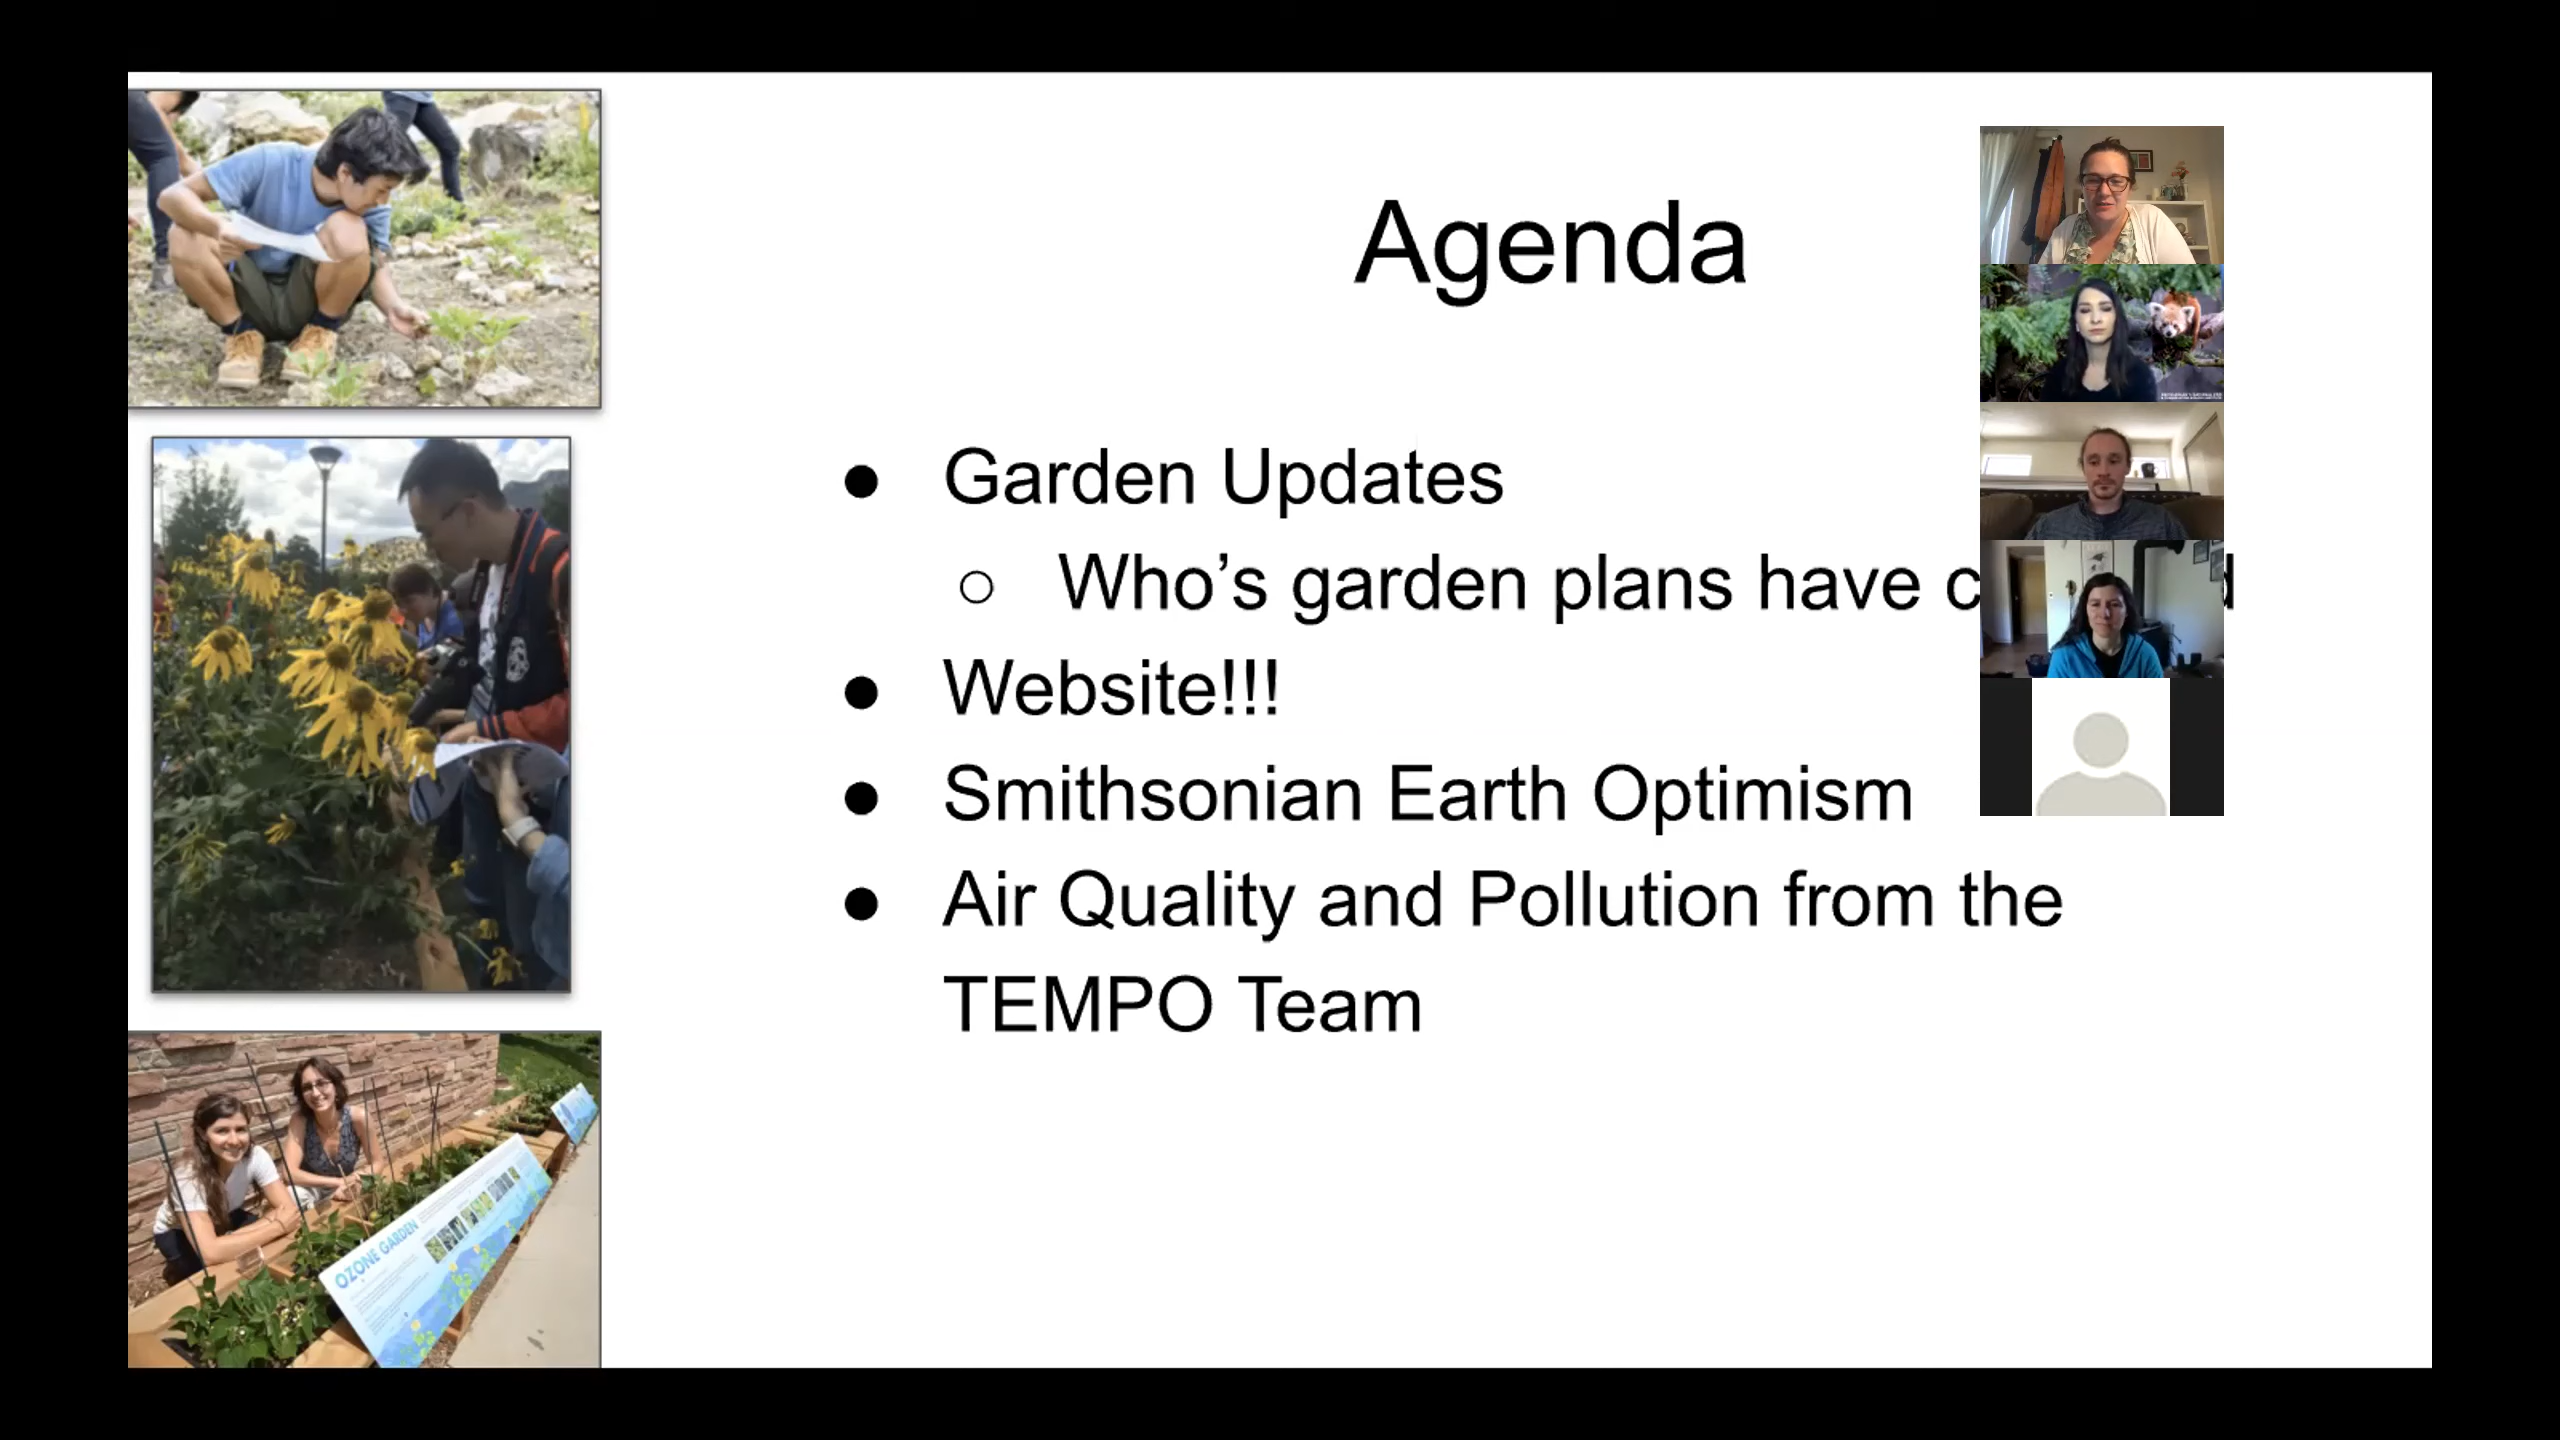 Agenda
● Garden Updates
○ Who’s garden plans have
● Website!!!
● Smithsonian Earth Optimism
● Air Quality and Pollution from the
TEMPO Team
OZONE GARDEN